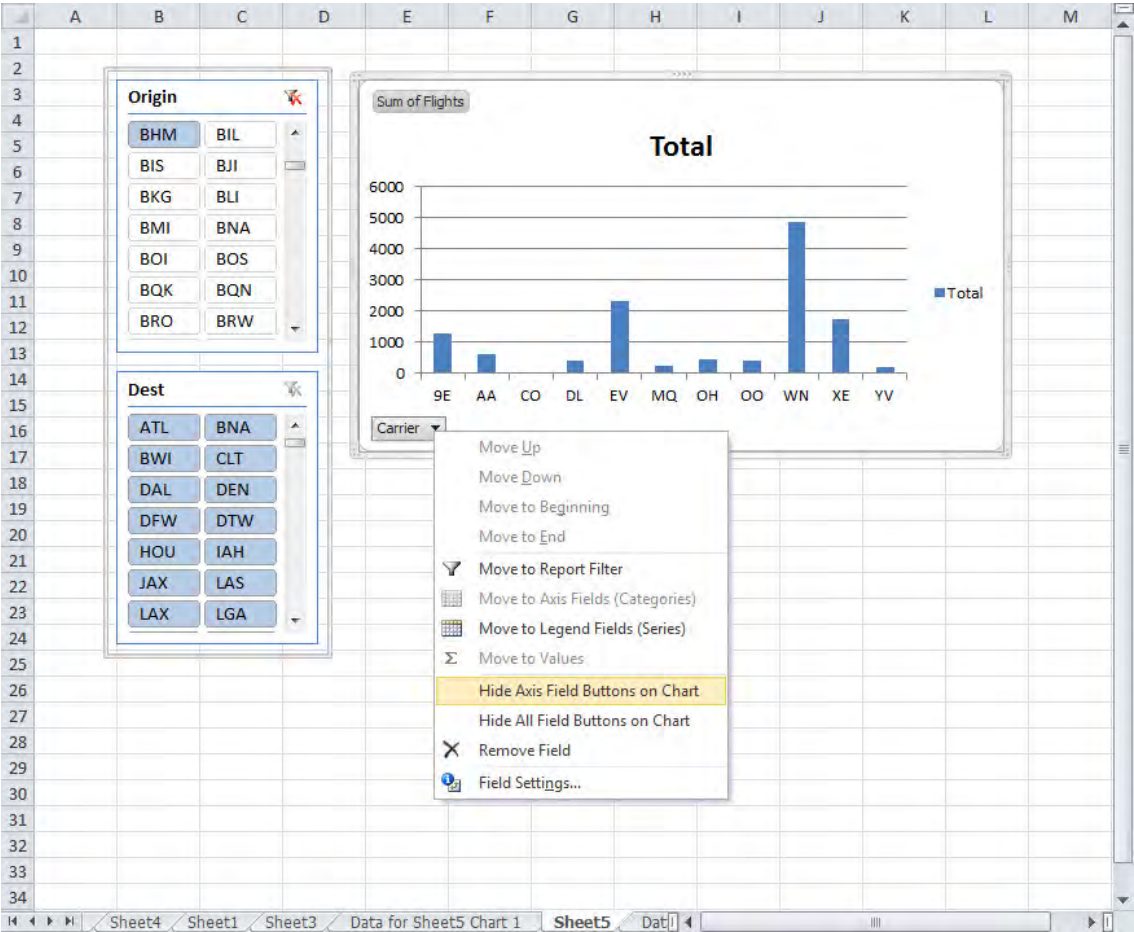 A B C D E F G H I J K L M
1
2
3
4
5
6
7
8
9
10
11
12
13
14
15
16
17
18
19
20
21
22
23
24
25
26
27
28
29
30
31
32
33
34
Origin
BHM BIL
BIS BJI
BKG BLI
BMI BNA
BOI BOS
BQK BQN
BRO BRW
Dest
ATL BNA
BWI CLT
DAL DEN
DFW DTW
HOU IAH
JAX LAS
LAX LGA
Sum of Flights
Total
6000
5000
4000
3000
2000
1000
0
9E AA CO DL EV MQ OH OO WN XE YV
Total
Carrier
Move Up
Move Down
Move to Beginning
Move to End
Move to Report Filter
Move to Axis Fields (Categories)
Move to Legend Fields (Series)
Σ Move to Values
Hide Axis Field Buttons on Chart
Hide All Field Buttons on Chart
Remove Field
Field Settings...
Sheet4 Sheet1 Sheet3 Data for Sheet5 Chart 1 Sheet5 Dat